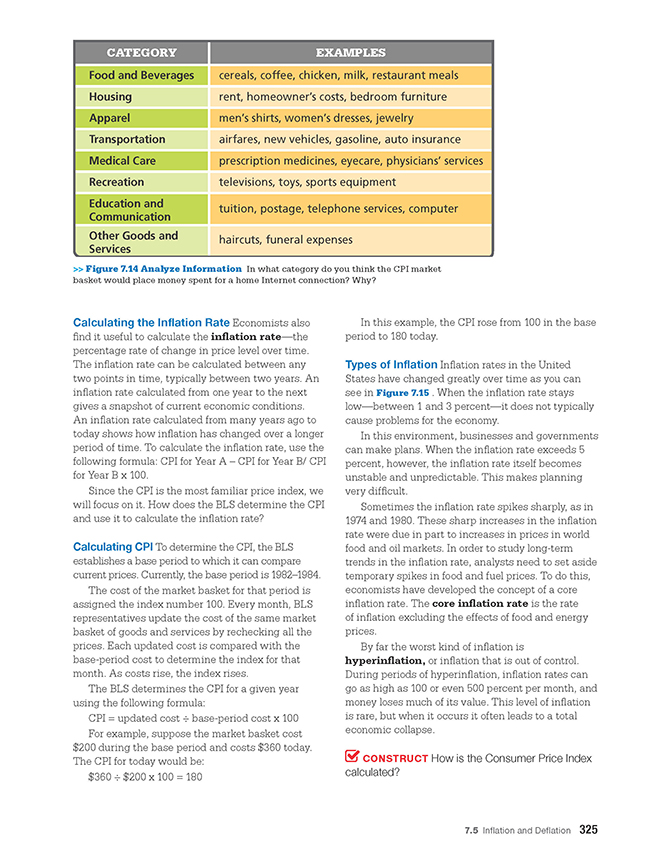 CATEGORY EXAMPLES
Food and Beverages cereals, coffee, chicken, milk, restaurant meals
Housing rent, homeowner's costs, bedroom furniture
Apparel men's shirts, women's dresses, jewelry
Transportation airfares, new vehicles, gasoline, auto insurance
Medical Care prescription medicines, eyecare, physicians' services
Recreation televisions, toys, sports equipment
Education and
Communication tuition, postage, telephone services, computer
Other Goods and
Services haircuts, funeral expenses
>> Figure 7.14 Analyze Information In what category do you think the CPI market
basket would place money spent for a home Internet connection? Why?
Calculating the Inflation Rate Economists also
find it useful to calculate the inflation rate—the
percentage rate of change in price level over time.
The inflation rate can be calculated between any
two points in time, typically between two years. An
inflation rate calculated from one year to the next
gives a snapshot of current economic conditions.
An inflation rate calculated from many years ago to
today shows how inflation has changed over a longer
period of time. To calculate the inflation rate, use the
following formula: CPI for Year A – CPI for Year B/ CPI
for Year B x 100.
Since the CPI is the most familiar price index, we
will focus on it. How does the BLS determine the CPI
and use it to calculate the inflation rate?
Calculating CPI To determine the CPI, the BLS
establishes a base period to which it can compare
current prices. Currently, the base period is 1982–1984.
The cost of the market basket for that period is
assigned the index number 100. Every month, BLS
representatives update the cost of the same market
basket of goods and services by rechecking all the
prices. Each updated cost is compared with the
base-period cost to determine the index for that
month. As costs rise, the index rises.
The BLS determines the CPI for a given year
using the following formula:
CPI = updated cost ÷ base-period cost x 100
For example, suppose the market basket cost
$200 during the base period and costs $360 today.
The CPI for today would be:
$360 ÷ $200 x 100 = 180
In this example, the CPI rose from 100 in the base
period to 180 today.
Types of Inflation Inflation rates in the United
States have changed greatly over time as you can
see in Figure 7.15 . When the inflation rate stays
low—between 1 and 3 percent—it does not typically
cause problems for the economy.
In this environment, businesses and governments
can make plans. When the inflation rate exceeds 5
percent, however, the inflation rate itself becomes
unstable and unpredictable. This makes planning
very difficult.
Sometimes the inflation rate spikes sharply, as in
1974 and 1980. These sharp increases in the inflation
rate were due in part to increases in prices in world
food and oil markets. In order to study long-term
trends in the inflation rate, analysts need to set aside
temporary spikes in food and fuel prices. To do this,
economists have developed the concept of a core
inflation rate. The core inflation rate is the rate
of inflation excluding the effects of food and energy
prices.
By far the worst kind of inflation is
hyperinflation, or inflation that is out of control.
During periods of hyperinflation, inflation rates can
go as high as 100 or even 500 percent per month, and
money loses much of its value. This level of inflation
is rare, but when it occurs it often leads to a total
economic collapse.
CONSTRUCT How is the Consumer Price Index
calculated?
7.5 Inflation and Deflation 325